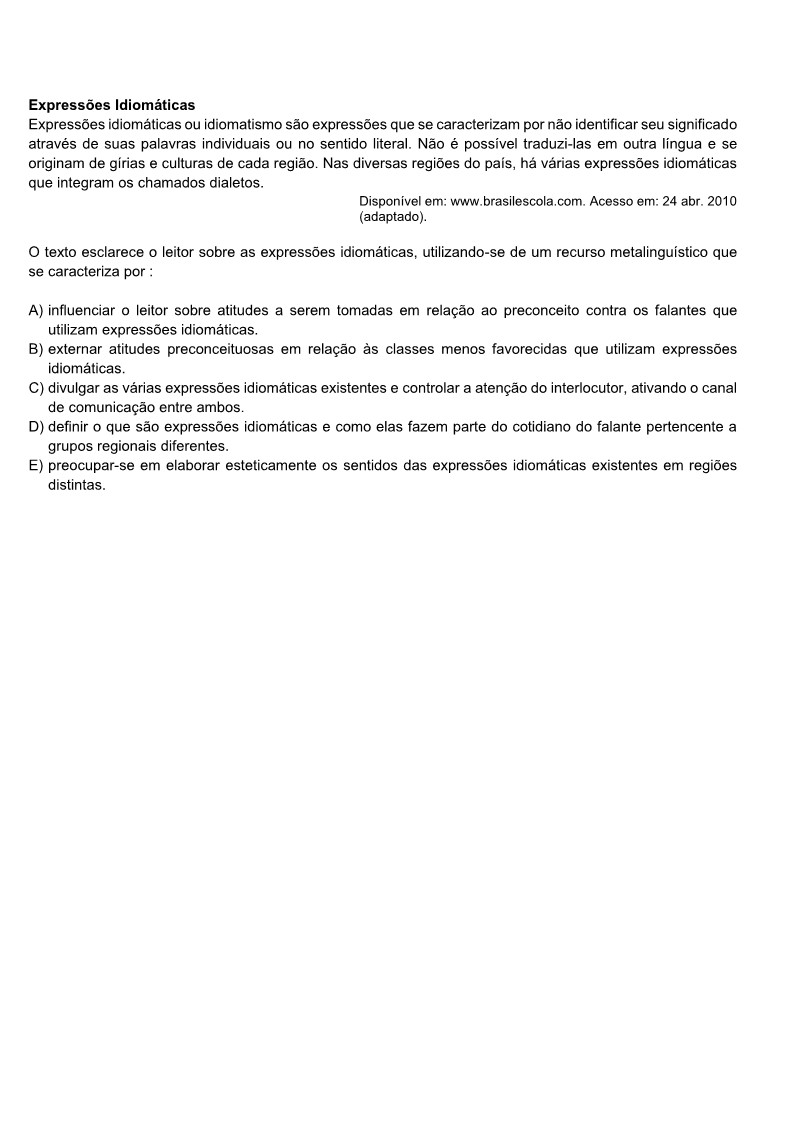 Expressões Idiomáticas
Expressões idiomáticas ou idiomatismo são expressões que se caracterizam por não identificar seu significado
através de suas palavras individuais ou no sentido literal. Não é possível traduzi-las em outra língua e se
originam de gírias e culturas de cada região. Nas diversas regiões do país, há várias expressões idiomáticas
que integram os chamados dialetos.
Disponível em: www.brasilescola.com. Acesso em: 24 abr. 2010
(adaptado).
O texto esclarece o leitor sobre as expressões idiomáticas, utilizando-se de um recurso metalinguístico que
se caracteriza por :
A) influenciar o leitor sobre atitudes a serem tomadas em relação ao preconceito contra os falantes que
utilizam expressões idiomáticas.
B) externar atitudes preconceituosas em relação às classes menos favorecidas que utilizam expressões
idiomáticas.
C) divulgar as várias expressões idiomáticas existentes e controlar a atenção do interlocutor, ativando o canal
de comunicação entre ambos.
D) definir o que são expressões idiomáticas e como elas fazem parte do cotidiano do falante pertencente a
grupos regionais diferentes.
E) preocupar-se em elaborar esteticamente os sentidos das expressões idiomáticas existentes em regiões
distintas.